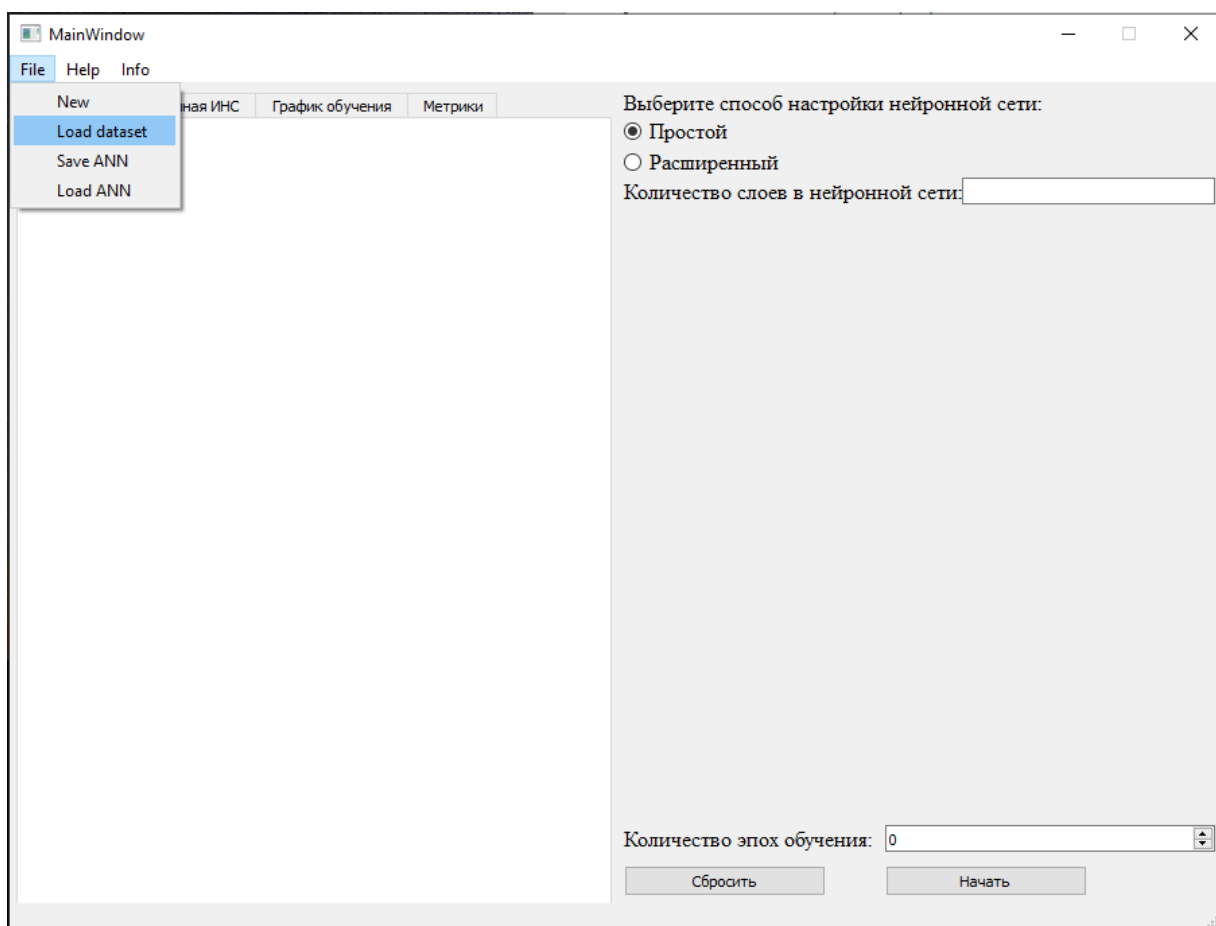 MainWindow
File Help Info
New
Load dataset
Save ANN
Load ANN
ИНС График обучения Метрики
Выберите способ настройки нейронной сети:
Простой
Расширенный
Количество слоев в нейронной сети:
Количество эпох обучения: 0
Сбросить Начать